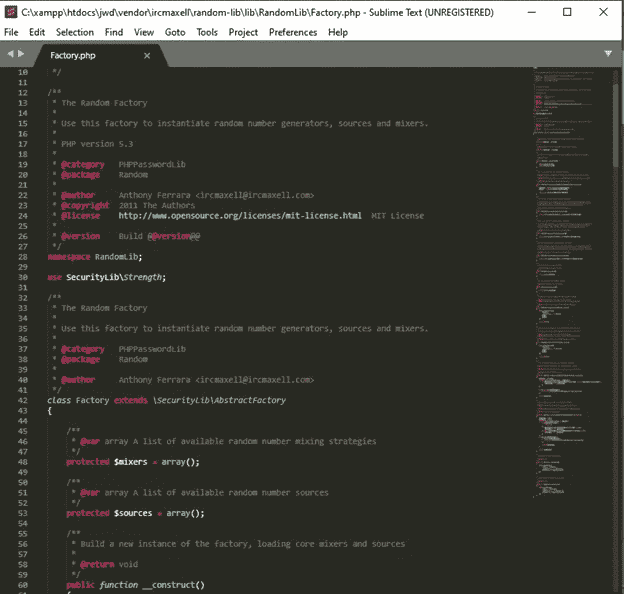 C:\xampp\htdocs\jwd\vendor\ircmaxell\random-lib\lib\RandomLib\Factory.php - Sublime Text (UNREGISTERED)
File Edit Selection Find View Goto Tools Project Preferences Help
Factory.php
10 */
11
12 /**
13 * The Random Factory
14 *
15 * Use this factory to instantiate random number generators, sources and mixers.
16 *
17 * PHP version 5.3
18 *
19 * @category PHPPasswordLib
20 * @package Random
21 *
22 * @author Anthony Ferrara <ircmaxell@ircmaxell.com>
23 * @copyright 2011 The Authors
24 * @license http://www.opensource.org/licenses/mit-license.html MIT License
25 *
26 * @version Build @@version@@
27 */
28 namespace RandomLib;
29
30 use SecurityLib\Strength;
31
32 /**
33 * The Random Factory
34 *
35 * Use this factory to instantiate random number generators, sources and mixers.
36 *
37 * @category PHPPasswordLib
38 * @package Random
39 *
40 * @author Anthony Ferrara <ircmaxell@ircmaxell.com>
41 */
42 class Factory extends \SecurityLib\AbstractFactory
43 {
44
45 /**
46 * @var array A list of available random number mixing strategies
47 */
48 protected $mixers = array();
49
50 /**
51 * @var array A list of available random number sources
52 */
53 protected $sources = array();
54
55 /**
56 * Build a new instance of the factory, loading core mixers and sources
57 *
58 * @return void
59 */
60 public function __construct()